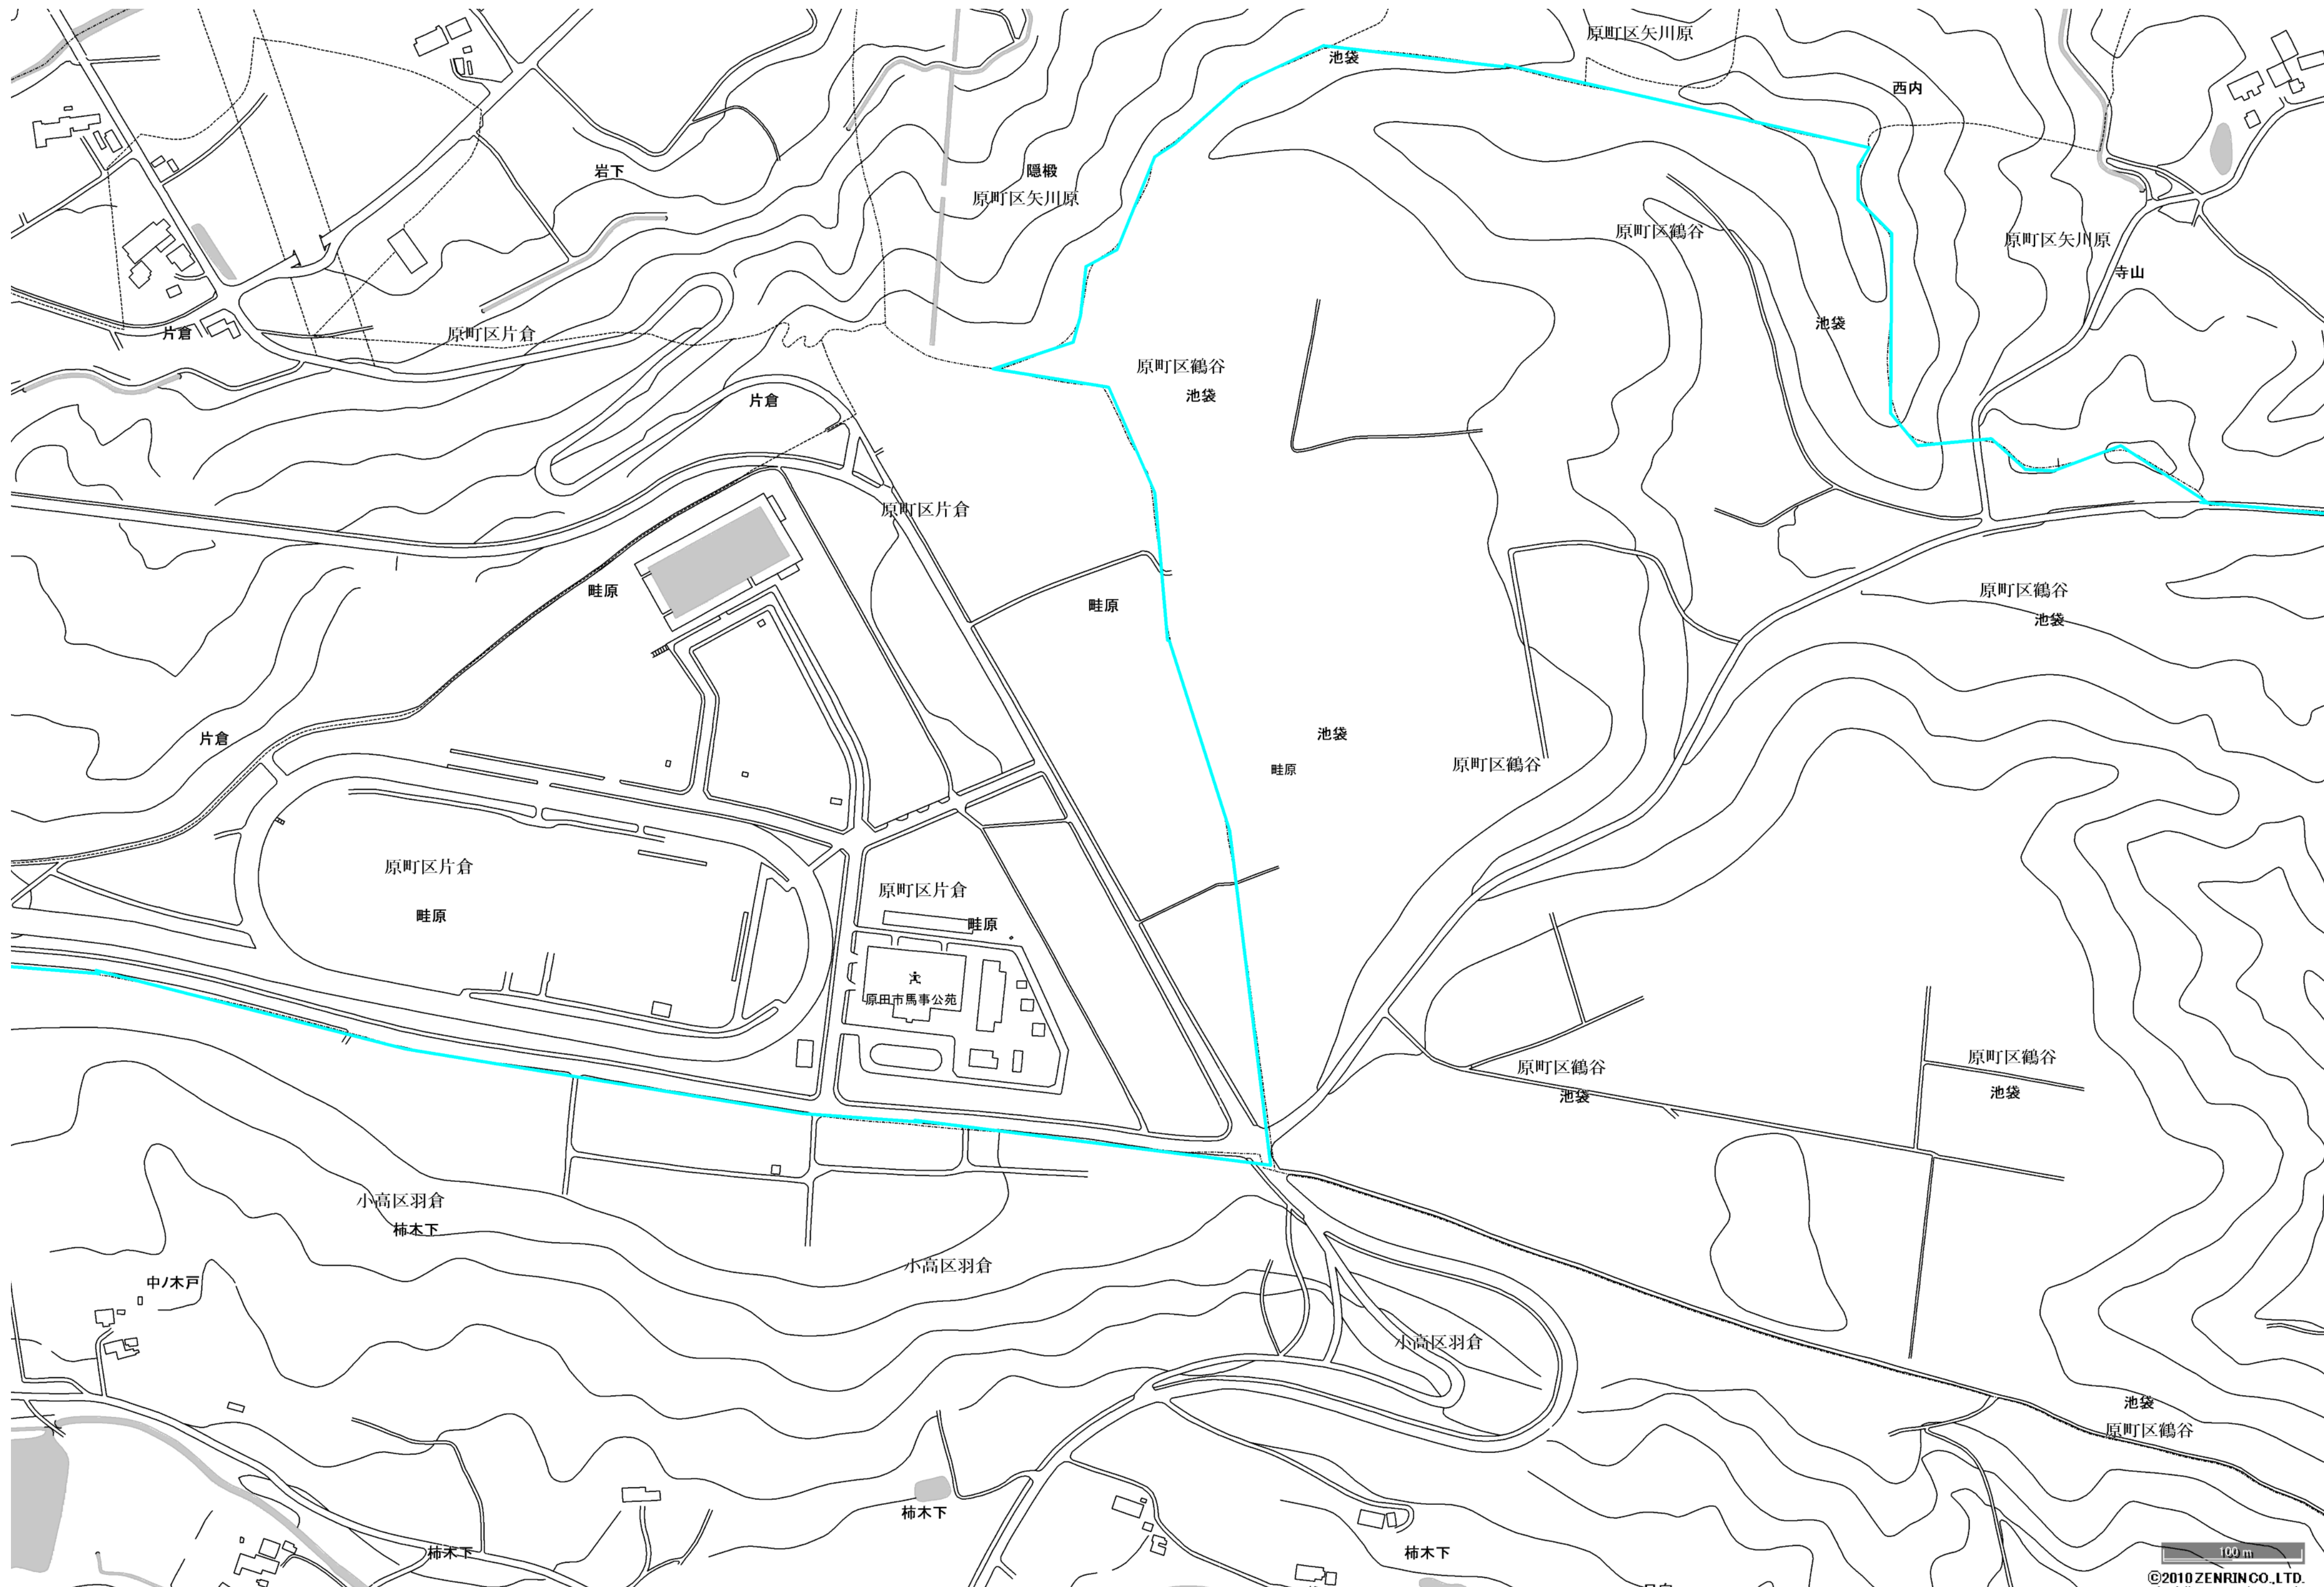 原町区矢川原
池袋
西内
岩下
隠椴
原町区矢川原
原町区鶴谷
原町区矢川原
寺山
片倉
原町区片倉
池袋
原町区鶴谷
池袋
片倉
原町区片倉
畦原
畦原
原町区鶴谷
池袋
片倉
池袋
畦原
原町区鶴谷
原町区片倉
畦原
原町区片倉
畦原
原田市馬事公苑
原町区鶴谷
池袋
原町区鶴谷
池袋
小高区羽倉
柿木下
小高区羽倉
中ノ木戸
小高区羽倉
池袋
原町区鶴谷
柿木下
柿木下
柿木下
100 m
©2010 ZENRIN CO., LTD.